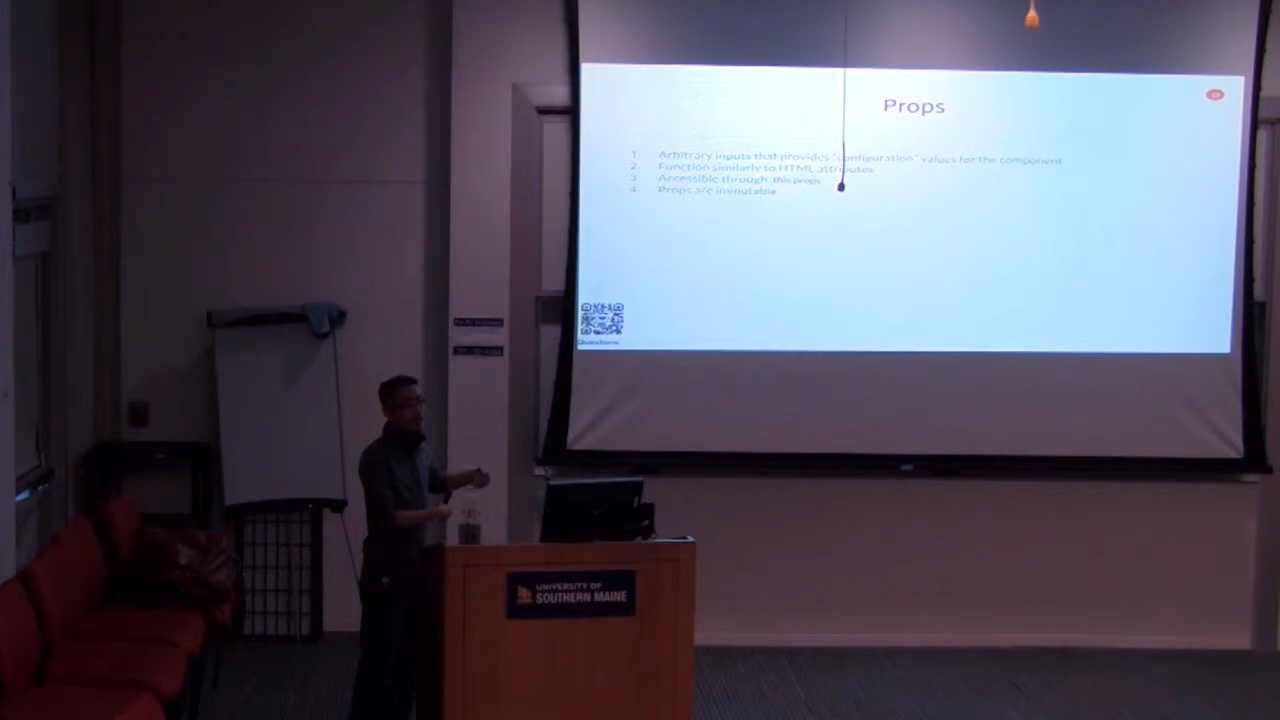 Props
1. Arbitrary inputs that provides "configuration" values for the component
2. Function similarly to HTML attributes
3. Accessible through this.props
4. Props are immutable
Questions
UNIVERSITY OF
SOUTHERN MAINE